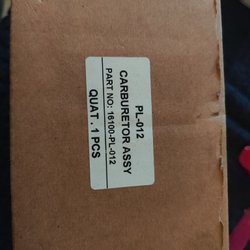 PL-012
CARBURETOR ASSY
PART NO: 16100-PL-012
QUAT . 1 PCS